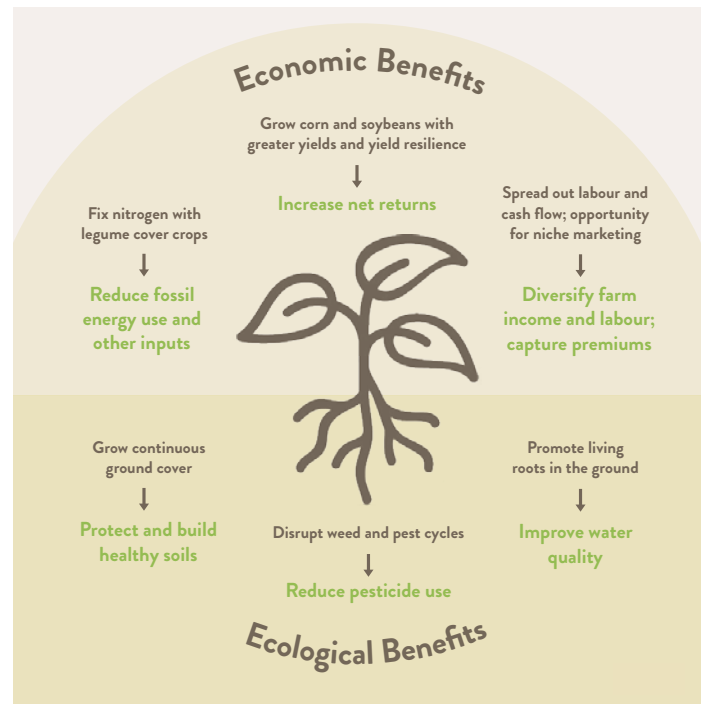 Economic Benefits
Grow corn and soybeans with
greater yields and yield resilience
Increase net returns
Fix nitrogen with
legume cover crops
Reduce fossil
energy use and
other inputs
Spread out labour and
cash flow; opportunity
for niche marketing
Diversify farm
income and labour;
capture premiums
Grow continuous
ground cover
Protect and build
healthy soils
Disrupt weed and pest cycles
Reduce pesticide use
Promote living
roots in the ground
Improve water
quality
Ecological Benefits